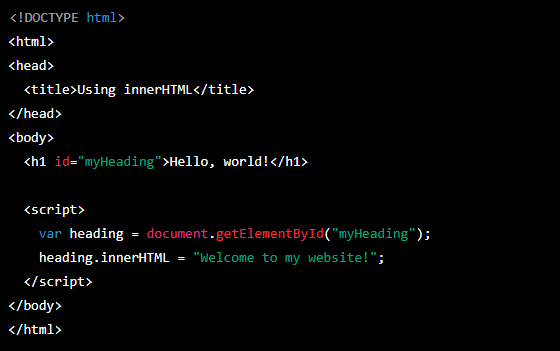 <!DOCTYPE html>
<html>
<head>
  <title>Using innerHTML</title>
</head>
<body>
  <h1 id="myHeading">Hello, world!</h1>

  <script>
    var heading = document.getElementById("myHeading");
    heading.innerHTML = "Welcome to my website!";
  </script>
</body>
</html>